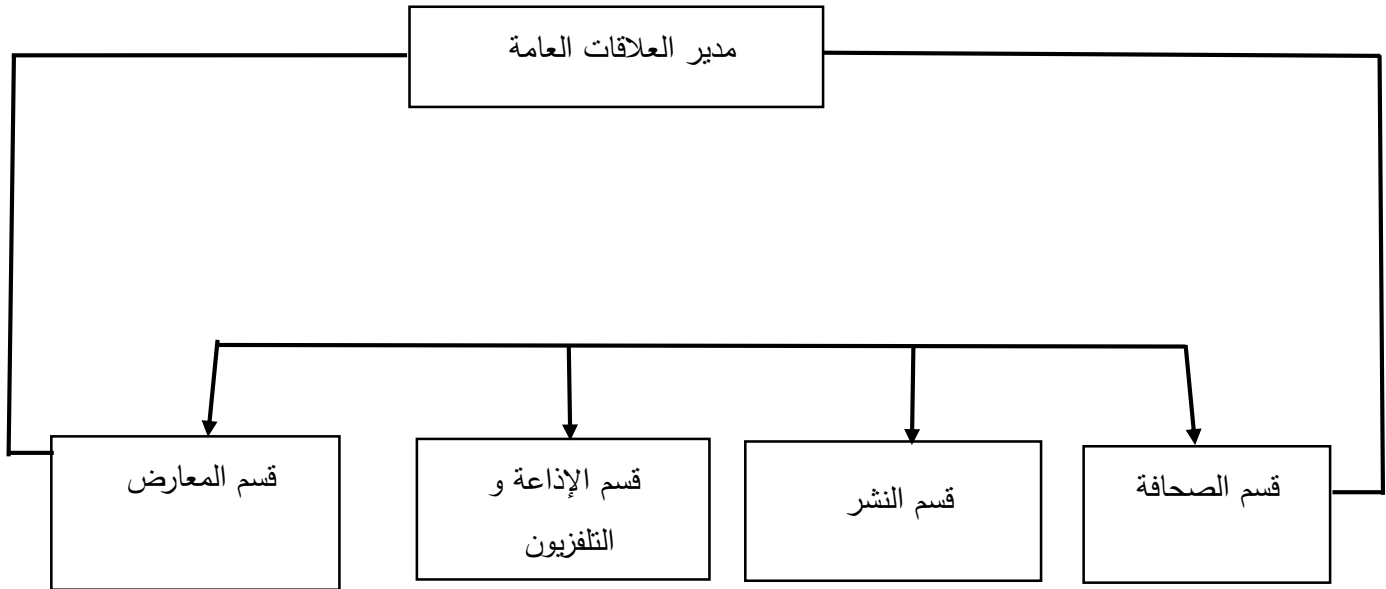 مدير العلاقات العامة
قسم الصحافة
قسم النشر
قسم الإذاعة و
التلفزيون
قسم المعارض